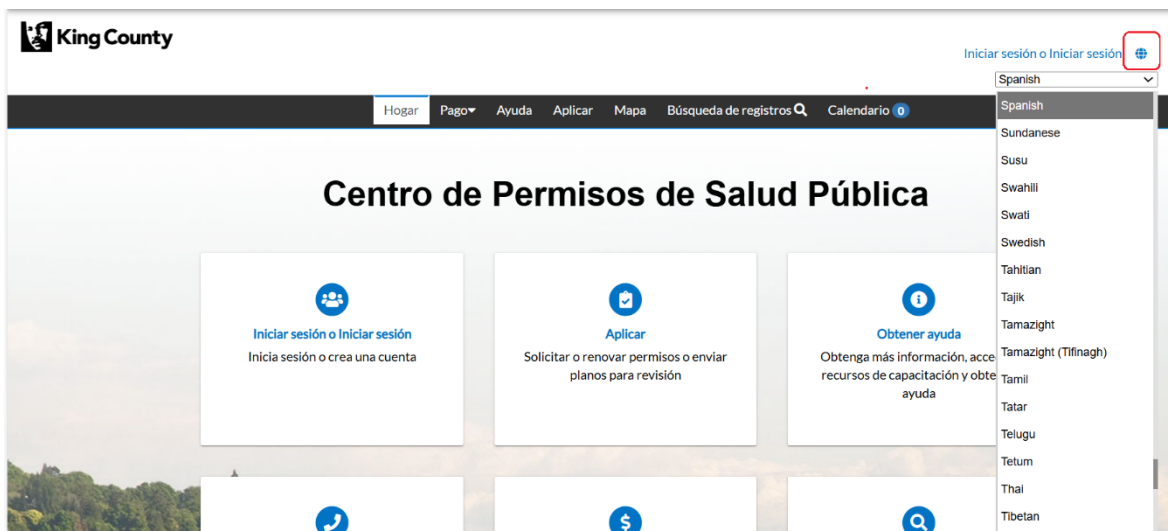 King County
Iniciar sesión o Iniciar sesión
Spanish
Hogar Pago Ayuda Aplicar Mapa Búsqueda de registros Calendario 0
Spanish
Sundanese
Susu
Swahili
Swati
Swedish
Tahitian
Tajik
Tamazight
Tamazight (Tifinagh)
Tamil
Tatar
Telugu
Tetum
Thai
Tibetan
Centro de Permisos de Salud Pública
Iniciar sesión o Iniciar sesión
Inicia sesión o crea una cuenta
Aplicar
Solicitar o renovar permisos o enviar
planos para revisión
Obtener ayuda
Obtenga más información, acce
recursos de capacitación y obte
ayuda